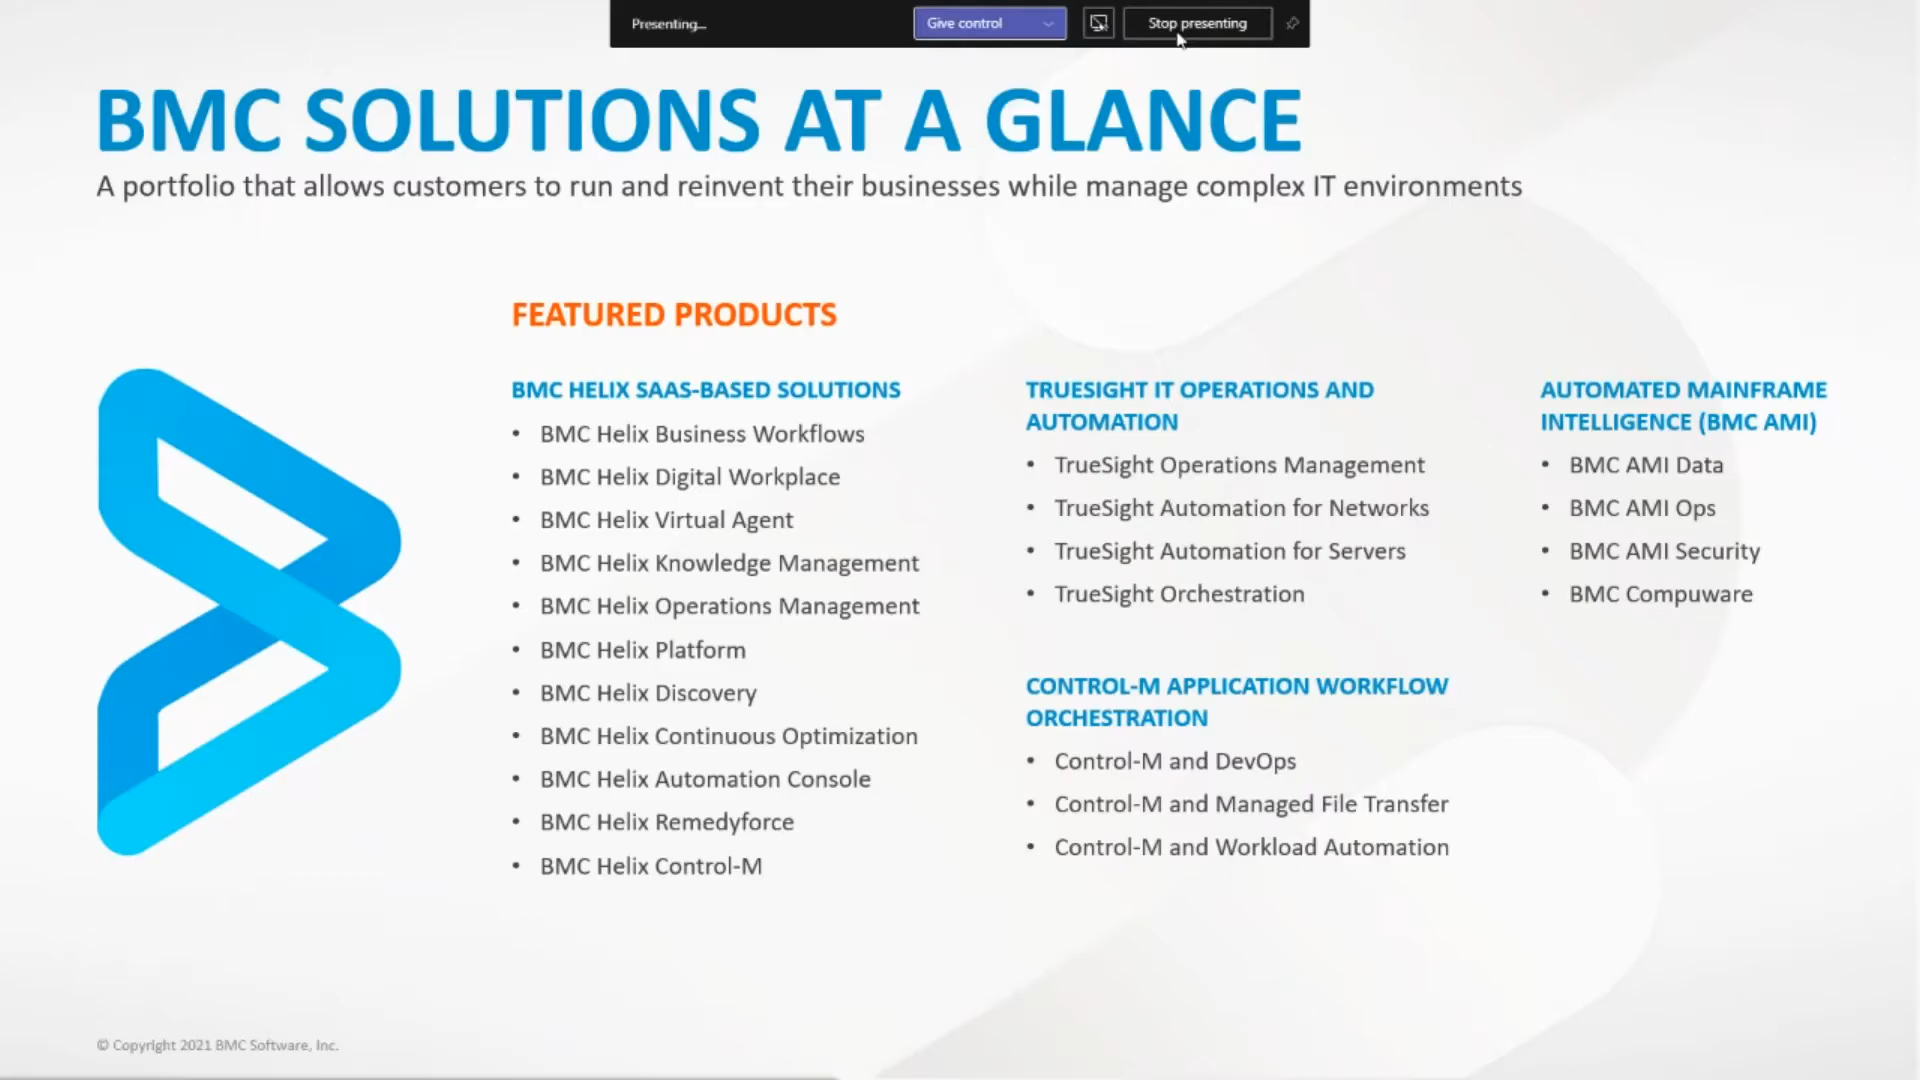 Presenting...
Give control
Stop presenting
BMC SOLUTIONS AT A GLANCE
A portfolio that allows customers to run and reinvent their businesses while manage complex IT environments
FEATURED PRODUCTS
BMC HELIX SAAS-BASED SOLUTIONS
• BMC Helix Business Workflows
• BMC Helix Digital Workplace
• BMC Helix Virtual Agent
• BMC Helix Knowledge Management
• BMC Helix Operations Management
• BMC Helix Platform
• BMC Helix Discovery
• BMC Helix Continuous Optimization
• BMC Helix Automation Console
• BMC Helix Remedyforce
• BMC Helix Control-M
TRUESIGHT IT OPERATIONS AND
AUTOMATION
• TrueSight Operations Management
• TrueSight Automation for Networks
• TrueSight Automation for Servers
• TrueSight Orchestration
CONTROL-M APPLICATION WORKFLOW
ORCHESTRATION
• Control-M and DevOps
• Control-M and Managed File Transfer
• Control-M and Workload Automation
AUTOMATED MAINFRAME
INTELLIGENCE (BMC AMI)
• BMC AMI Data
• BMC AMI Ops
• BMC AMI Security
• BMC Compuware
© Copyright 2021 BMC Software, Inc.